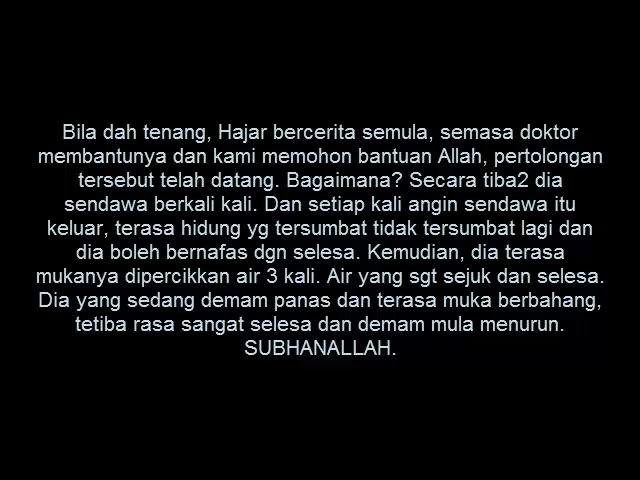 Bila dah tenang, Hajar bercerita semula, semasa doktor
membantunya dan kami memohon bantuan Allah, pertolongan
tersebut telah datang. Bagaimana? Secara tiba2 dia
sendawa berkali kali. Dan setiap kali angin sendawa itu
keluar, terasa hidung yg tersumbat tidak tersumbat lagi dan
dia boleh bernafas dgn selesa. Kemudian, dia terasa
mukanya dipercikkan air 3 kali. Air yang sgt sejuk dan selesa.
Dia yang sedang demam panas dan terasa muka berbahang,
tetiba rasa sangat selesa dan demam mula menurun.
SUBHANALLAH.